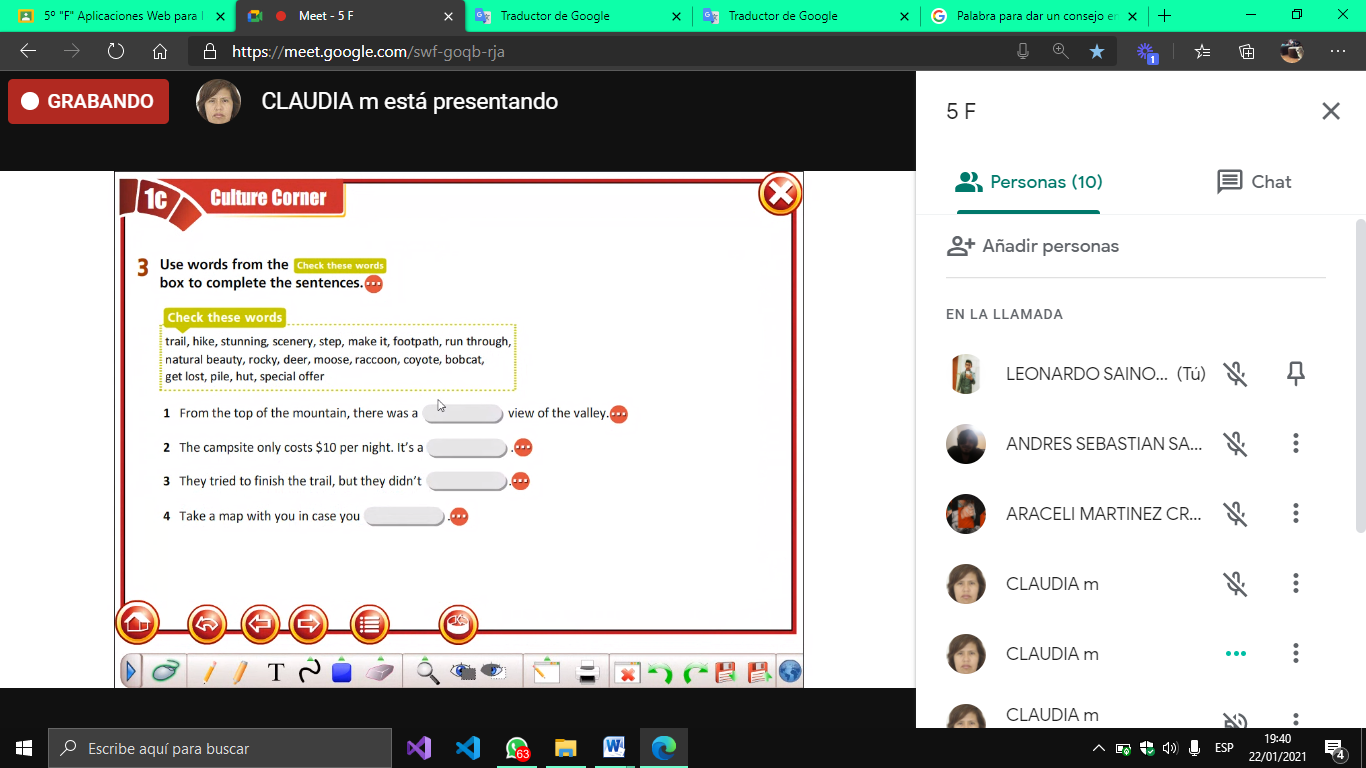 5º "F" Aplicaciones Web para I
Meet - 5 F
Traductor de Google
Traductor de Google
Palabra para dar un consejo en
https://meet.google.com/swf-goqb-rja
1
GRABANDO
CLAUDIA m está presentando
1c
Culture Corner
3 Use words from the Check these words
box to complete the sentences.
Check these words
trail, hike, stunning, scenery, step, make it, footpath, run through,
natural beauty, rocky, deer, moose, raccoon, coyote, bobcat,
get lost, pile, hut, special offer
1 From the top of the mountain, there was a view of the valley.
2 The campsite only costs $10 per night. It's a .
3 They tried to finish the trail, but they didn't .
4 Take a map with you in case you .
T
5 F
Personas (10)
Chat
Añadir personas
EN LA LLAMADA
LEONARDO SAINO... (Tú)
ANDRES SEBASTIAN SA...
ARACELI MARTINEZ CR...
CLAUDIA m
CLAUDIA m
CLAUDIA m
Escribe aquí para buscar
63
ESP
19:40
22/01/2021
4